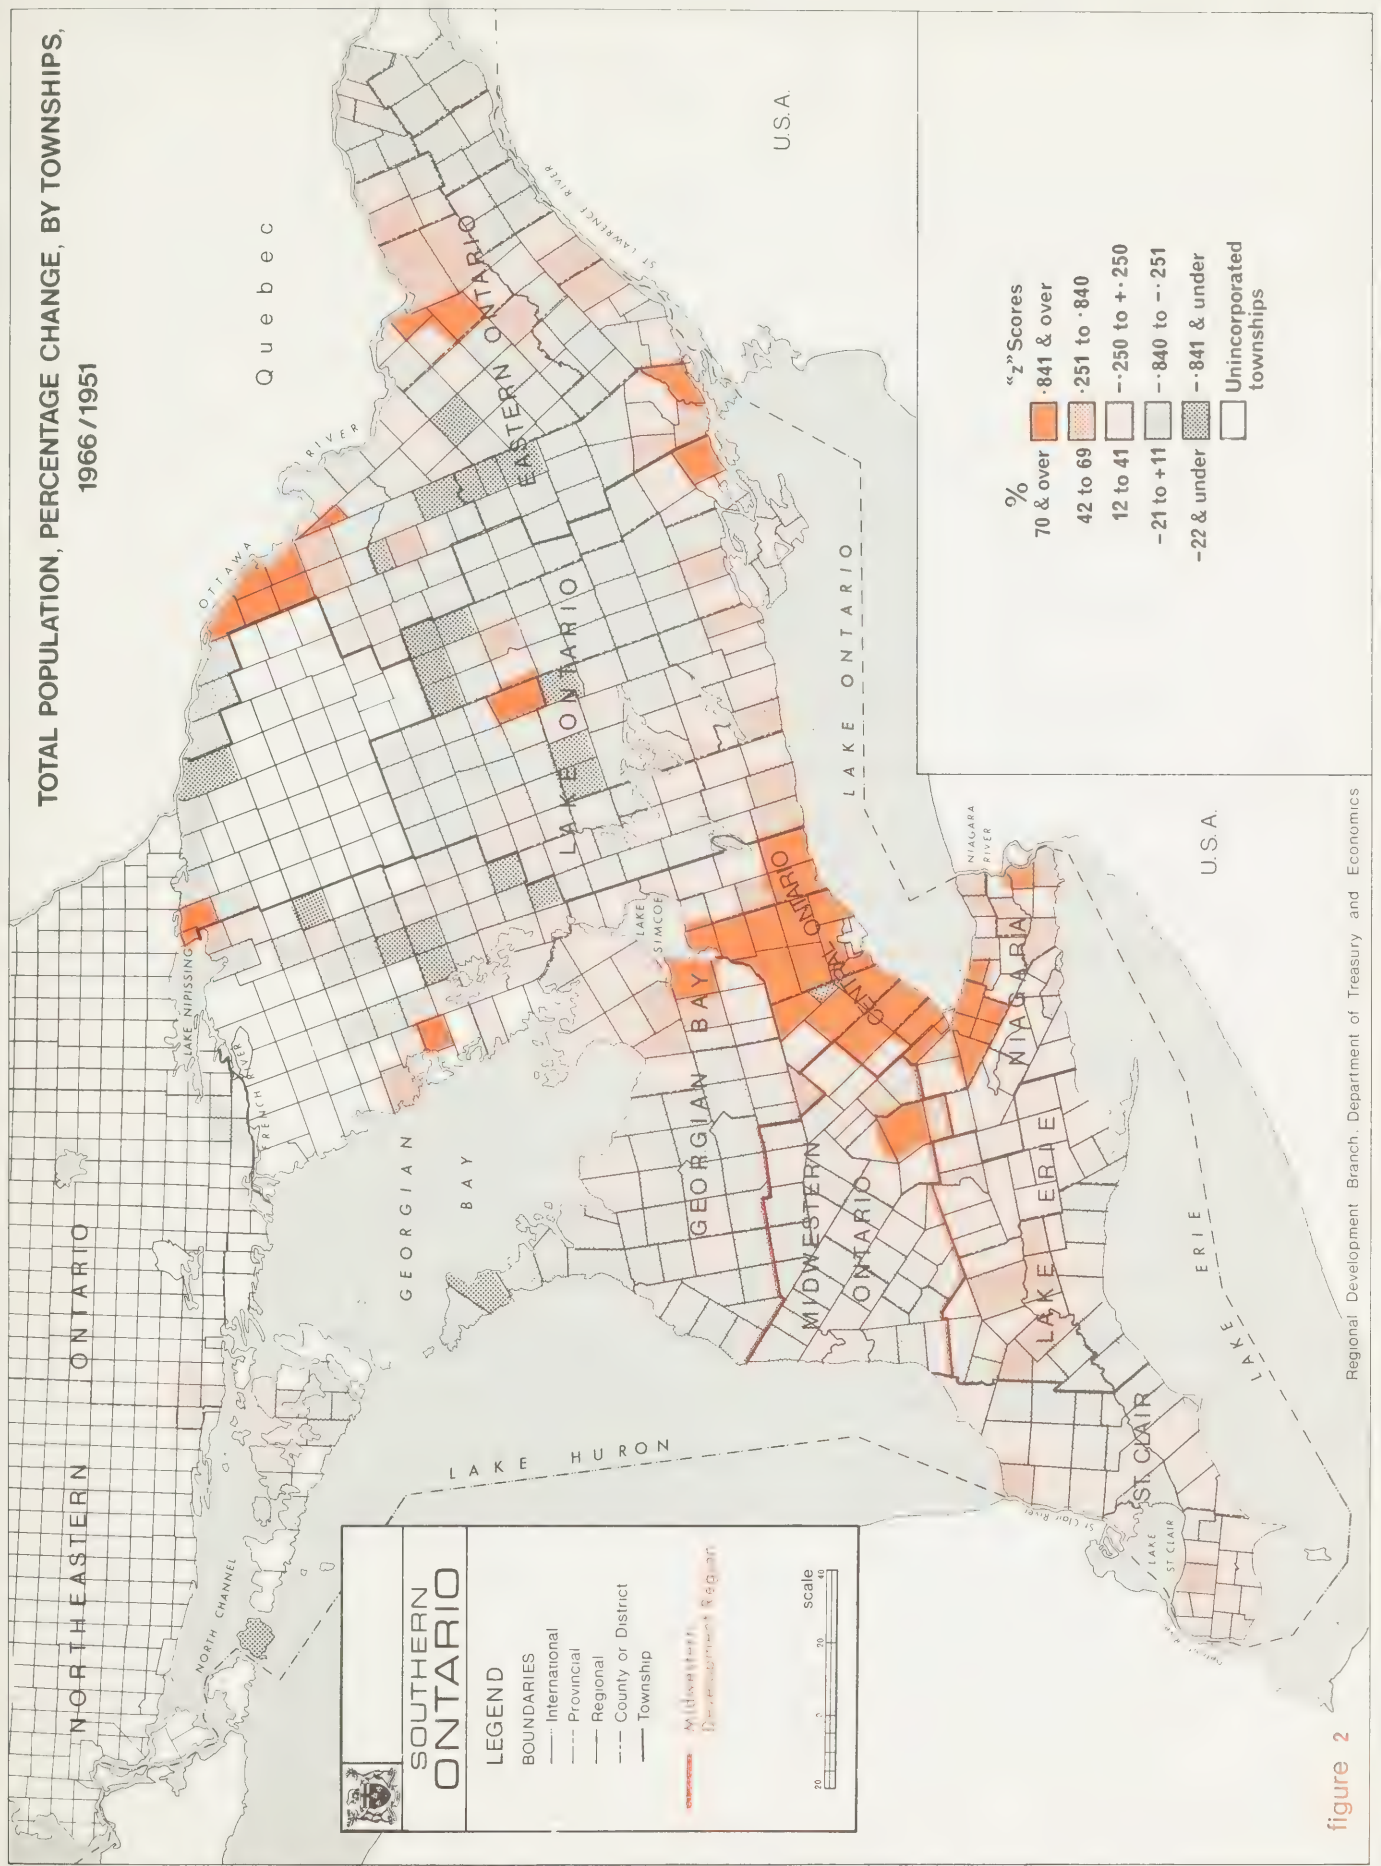 TOTAL POPULATION, PERCENTAGE CHANGE, BY TOWNSHIPS,
1966/1951
Quebec
OTTAWA
RIVER
NORTHEASTERN ONTARIO
LAKE NIPISSING
FRENCH RIVER
NORTH CHANNEL
GEORGIAN
BAY
LAKE HURON
EASTERN ONTARIO
LAKE ONTARIO
ST LAWRENCE RIVER
U.S.A.
LAKE
SIMCOE
GEORGIAN BAY
CENTRAL ONTARIO
LAKE ONTARIO
MIDWESTERN
ONTARIO
NIAGARA
NIAGARA
RIVER
U.S.A.
LAKE ERIE
ST. CLAIR
St Clair River
LAKE
ST CLAIR
LAKE ERIE
% "z" Scores
70 & over ·841 & over
42 to 69 ·251 to ·840
12 to 41 -·250 to +·250
-21 to +11 -·840 to -·251
-22 & under -·841 & under
Unincorporated
townships
SOUTHERN
ONTARIO
LEGEND
BOUNDARIES
International
Provincial
Regional
County or District
Township
Midwestern
Development Region
scale
20 0 20 40
Regional Development Branch, Department of Treasury and Economics
figure 2